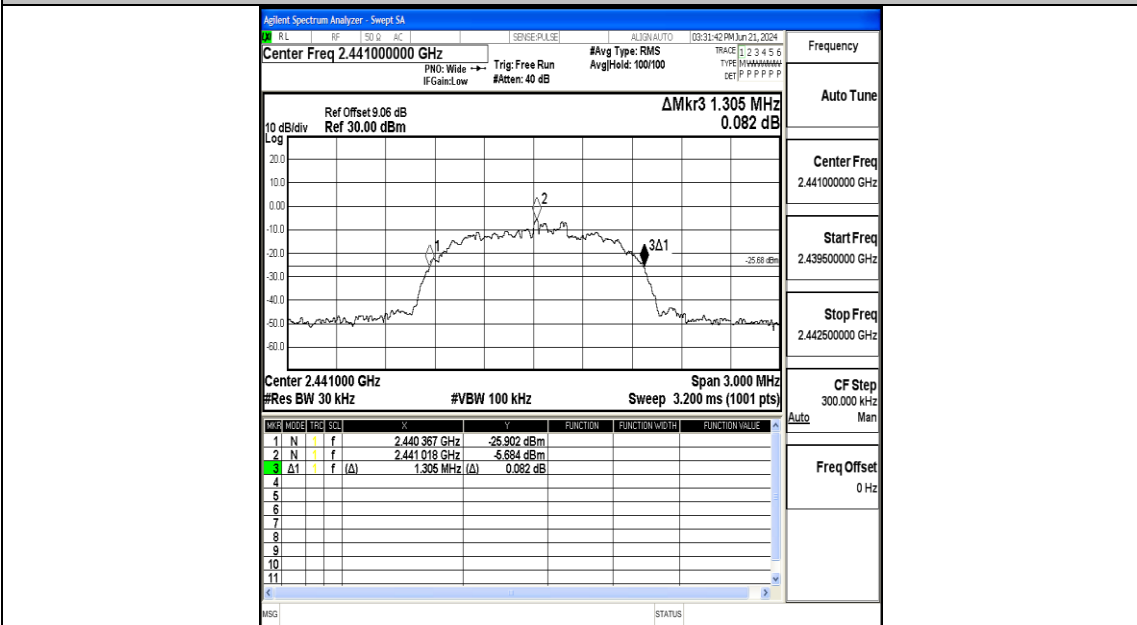 Agilent Spectrum Analyzer - Swept SA
RL RF 50 Ω AC SENSE:PULSE ALIGN AUTO 03:31:42 PM Jun 21, 2024
Center Freq 2.441000000 GHz
PNO: Wide
IFGain:Low
Trig: Free Run
#Atten: 40 dB
#Avg Type: RMS
Avg|Hold: 100/100
TRACE 1 2 3 4 5 6
TYPE MWWWWW
DET P P P P P P
Frequency
Ref Offset 9.06 dB
10 dB/div Ref 30.00 dBm
Log
ΔMkr3 1.305 MHz
0.082 dB
20.0
10.0
0.00
-10.0
-20.0
-30.0
-40.0
-50.0
-60.0
1
2
3Δ1
-25.68 dBm
Center 2.441000 GHz Span 3.000 MHz
#Res BW 30 kHz #VBW 100 kHz Sweep 3.200 ms (1001 pts)
MKR MODE TRC SCL X Y FUNCTION FUNCTION WIDTH FUNCTION VALUE
1 N 1 f 2.440 367 GHz -25.902 dBm
2 N 1 f 2.441 018 GHz -5.684 dBm
3 Δ1 1 f (Δ) 1.305 MHz (Δ) 0.082 dB
4
5
6
7
8
9
10
11
MSG STATUS
Auto Tune
Center Freq
2.441000000 GHz
Start Freq
2.439500000 GHz
Stop Freq
2.442500000 GHz
CF Step
300.000 kHz
Auto Man
Freq Offset
0 Hz